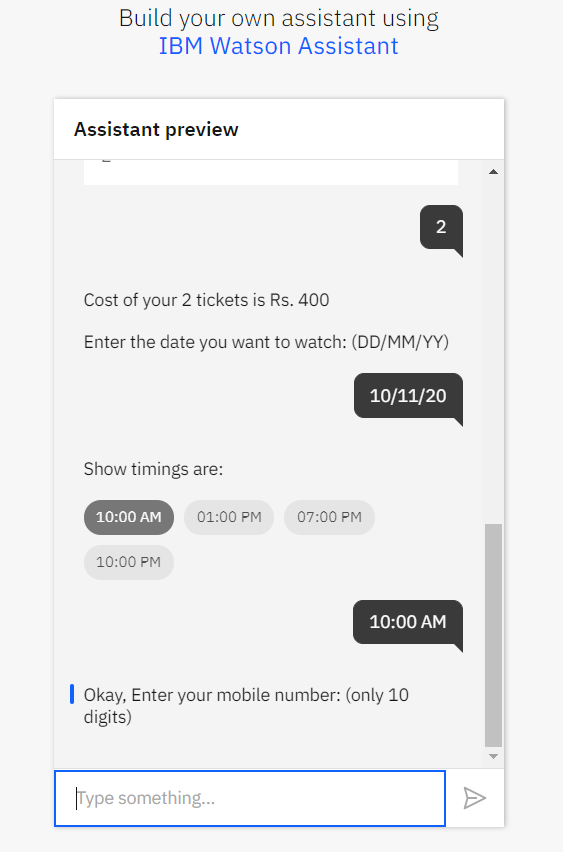 Build your own assistant using
IBM Watson Assistant
Assistant preview
2
Cost of your 2 tickets is Rs. 400
Enter the date you want to watch: (DD/MM/YY)
10/11/20
Show timings are:
10:00 AM 01:00 PM 07:00 PM
10:00 PM
10:00 AM
Okay, Enter your mobile number: (only 10
digits)
Type something...